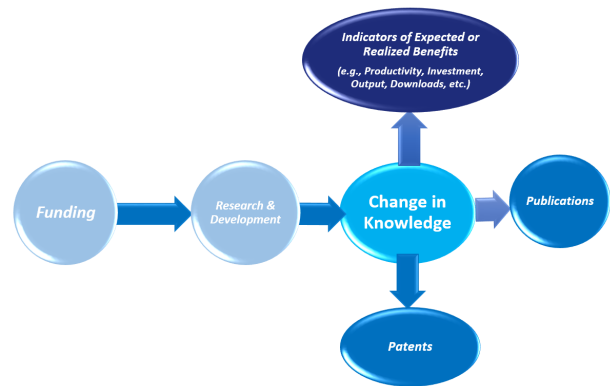 Indicators of Expected or
Realized Benefits
(e.g., Productivity, Investment,
Output, Downloads, etc.)
Funding
Research &
Development
Change in
Knowledge
Publications
Patents